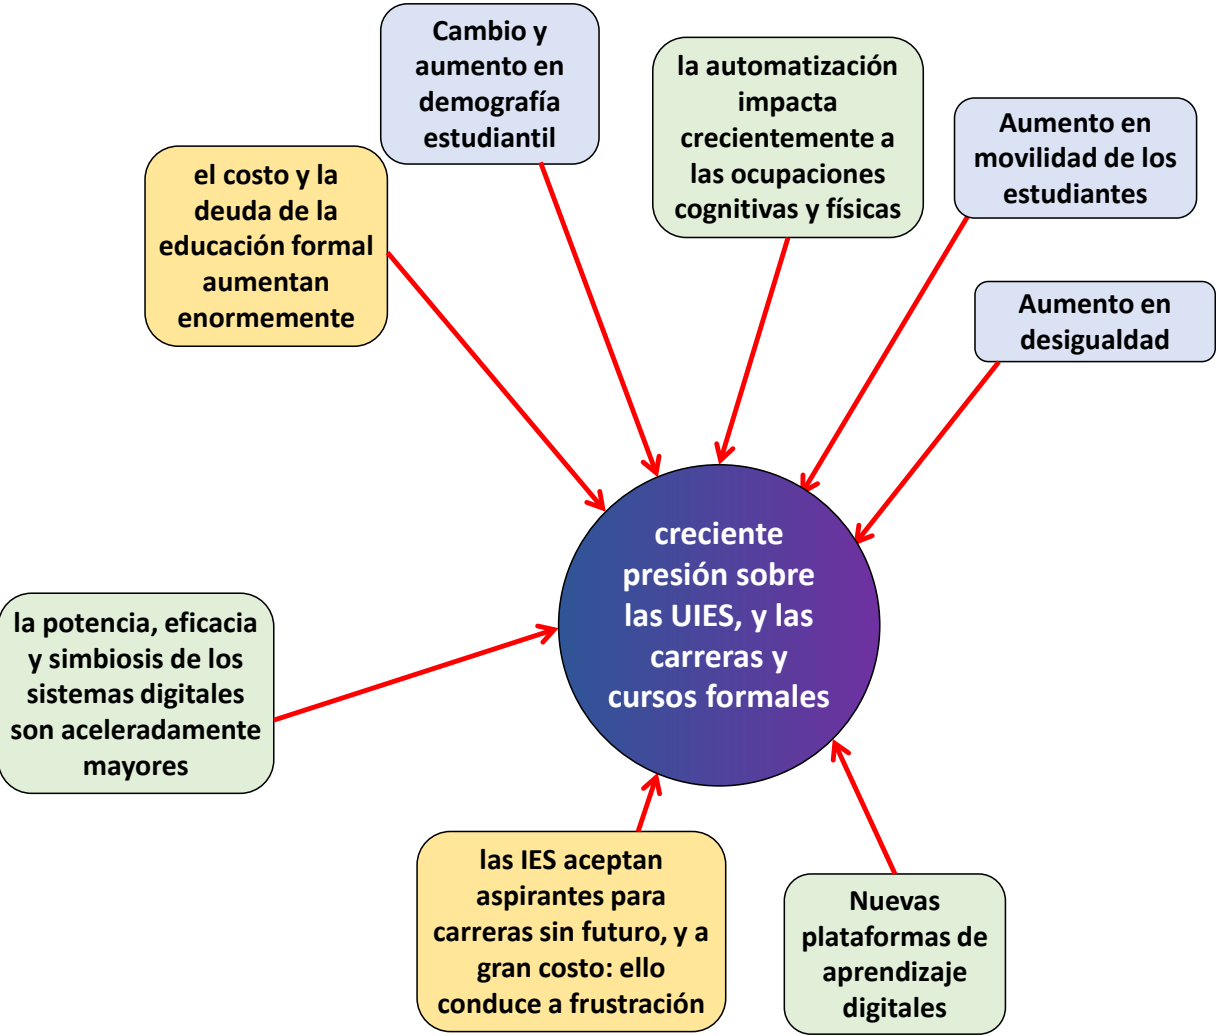 Cambio y
aumento en
demografía
estudiantil
la automatización
impacta
crecientemente a
las ocupaciones
cognitivas y físicas
Aumento en
movilidad de los
estudiantes
el costo y la
deuda de la
educación formal
aumentan
enormemente
Aumento en
desigualdad
creciente
presión sobre
las UIES, y las
carreras y
cursos formales
la potencia, eficacia
y simbiosis de los
sistemas digitales
son aceleradamente
mayores
las IES aceptan
aspirantes para
carreras sin futuro, y a
gran costo: ello
conduce a frustración
Nuevas
plataformas de
aprendizaje
digitales